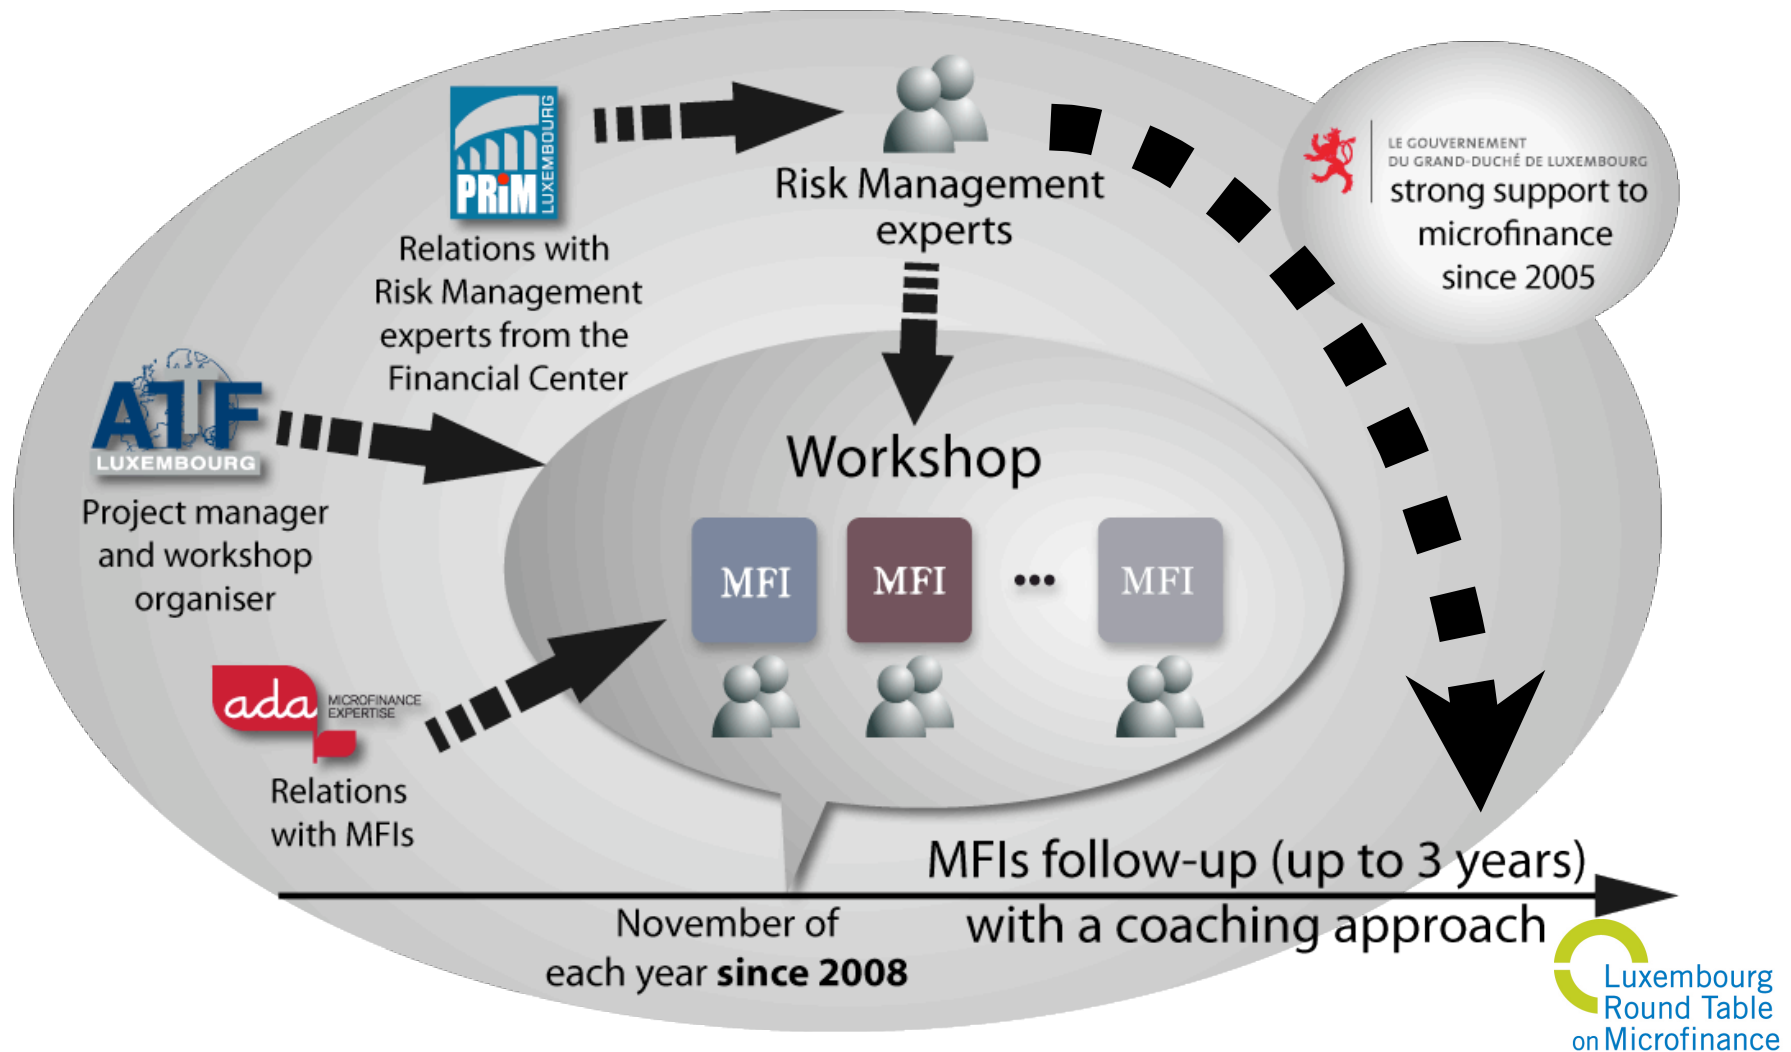 PRiM
LUXEMBOURG
Relations with
Risk Management
experts from the
Financial Center
Risk Management
experts
LE GOUVERNEMENT
DU GRAND-DUCHÉ DE LUXEMBOURG
strong support to
microfinance
since 2005
ATTF
LUXEMBOURG
Project manager
and workshop
organiser
Workshop
MFI
MFI
•••
MFI
ada
MICROFINANCE
EXPERTISE
Relations
with MFIs
MFIs follow-up (up to 3 years)
with a coaching approach
November of
each year since 2008
Luxembourg
Round Table
on Microfinance